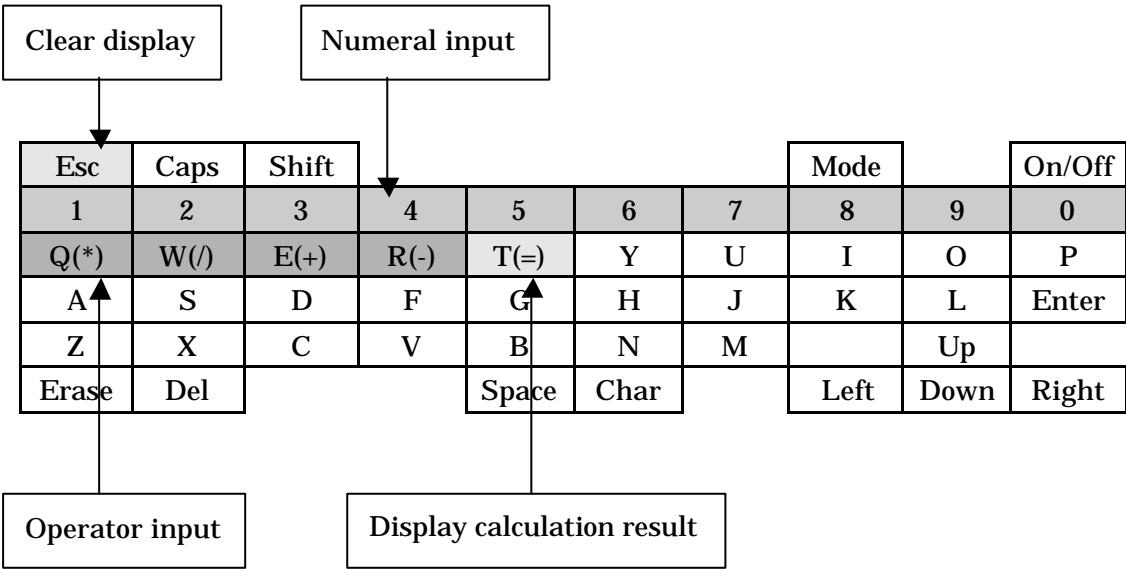 Clear display
Numeral input
Esc Caps Shift Mode On/Off
1 2 3 4 5 6 7 8 9 0
Q(*) W(/) E(+) R(-) T(=) Y U I O P
A S D F G H J K L Enter
Z X C V B N M Up
Erase Del Space Char Left Down Right
Operator input
Display calculation result